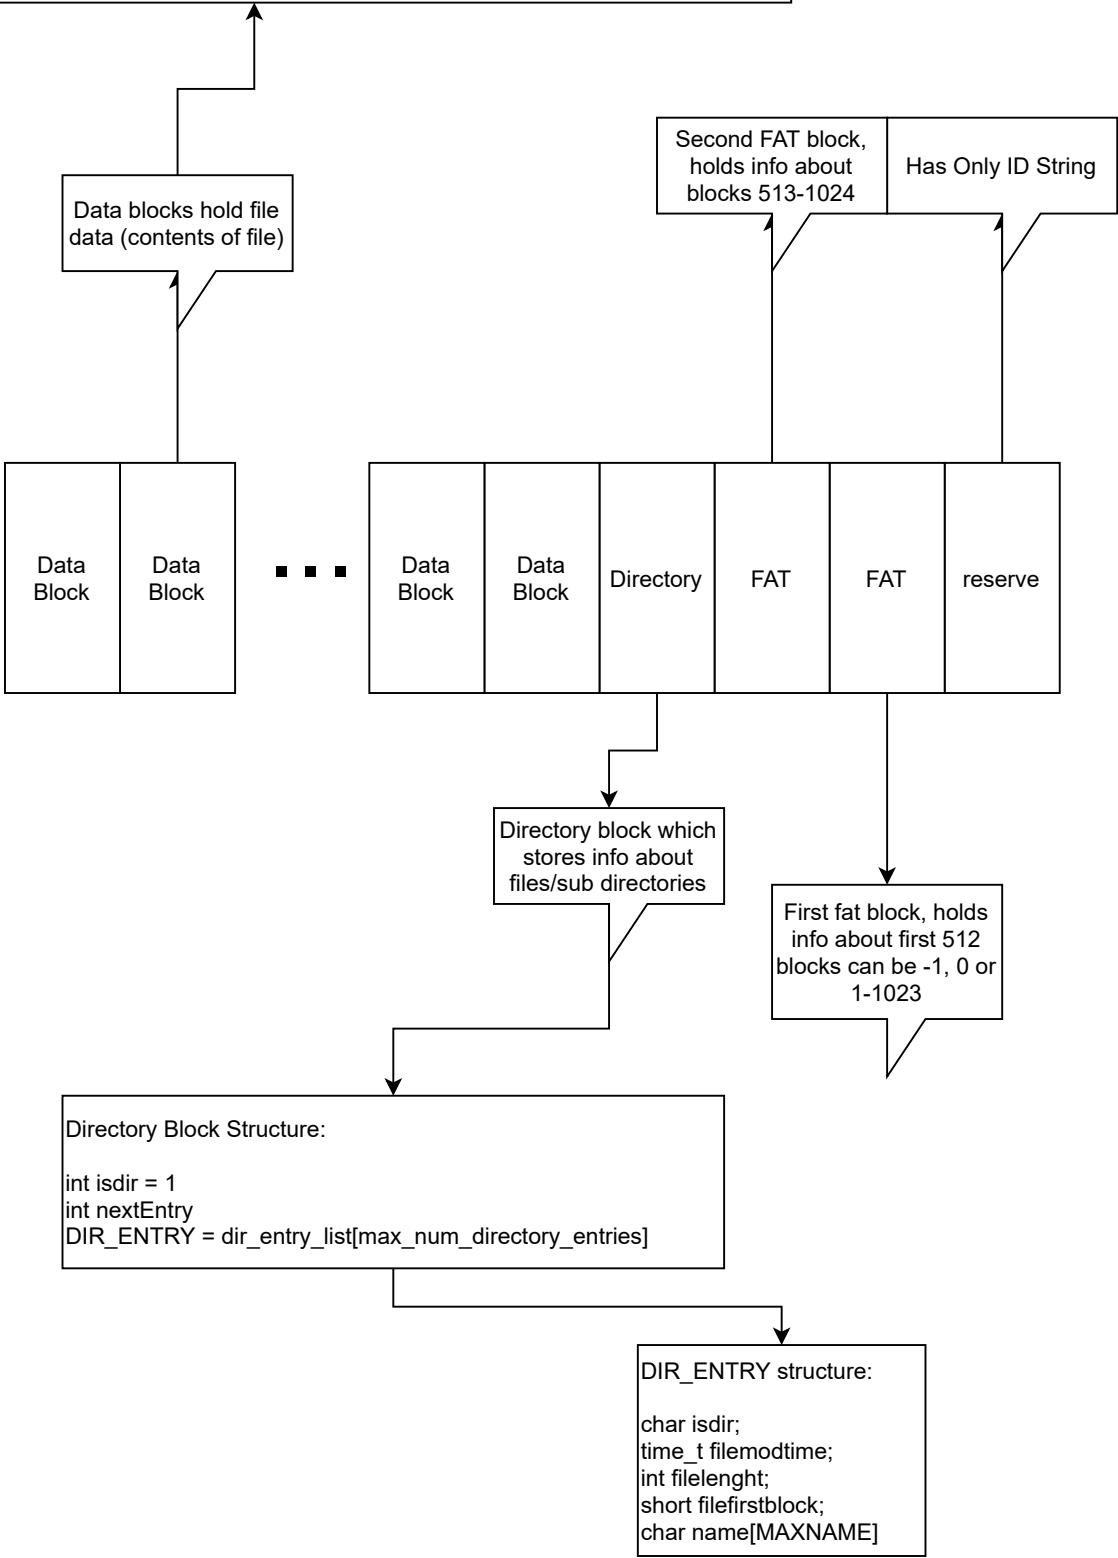 Second FAT block,
holds info about
blocks 513-1024
Has Only ID String
Data blocks hold file
data (contents of file)
Data
Block
Data
Block
Data
Block
Data
Block
Directory
FAT
FAT
reserve
Directory block which
stores info about
files/sub directories
First fat block, holds
info about first 512
blocks can be -1, 0 or
1-1023
Directory Block Structure:
int isdir = 1
int nextEntry
DIR_ENTRY = dir_entry_list[max_num_directory_entries]
DIR_ENTRY structure:
char isdir;
time_t filemodtime;
int filelenght;
short filefirstblock;
char name[MAXNAME]